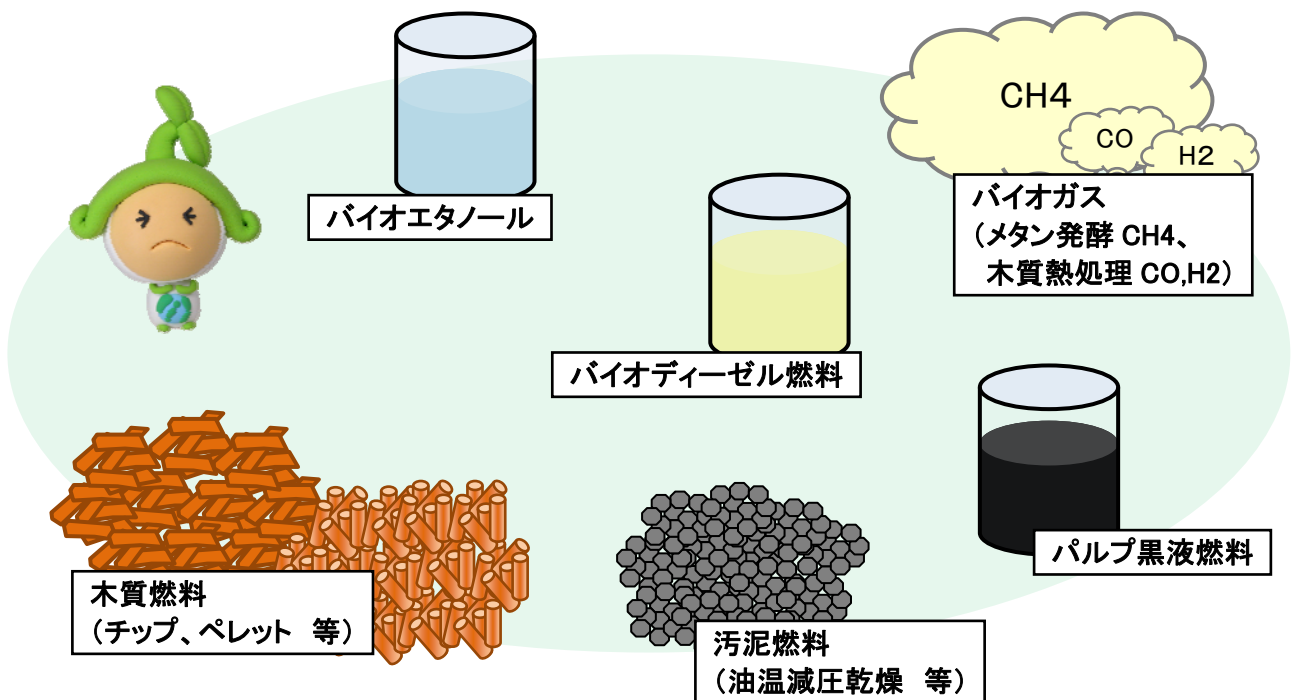 CH4
CO
H2
バイオエタノール
バイオガス
（メタン発酵 CH4、
木質熱処理 CO,H2）
バイオディーゼル燃料
パルプ黒液燃料
木質燃料
（チップ、ペレット　等）
汚泥燃料
（油温減圧乾燥　等）